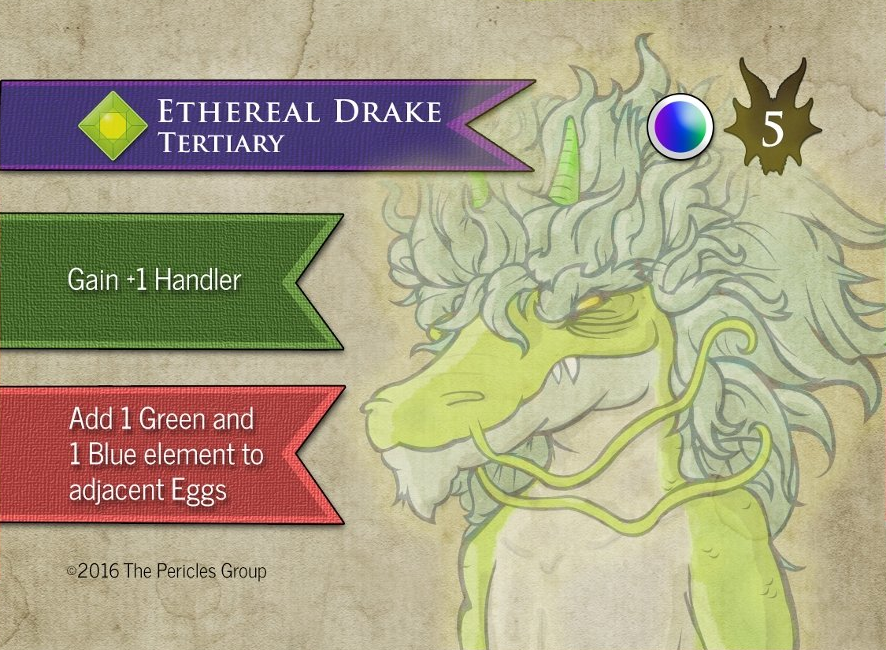 Ethereal Drake
Tertiary
5
Gain +1 Handler
Add 1 Green and
1 Blue element to
adjacent Eggs
©2016 The Pericles Group